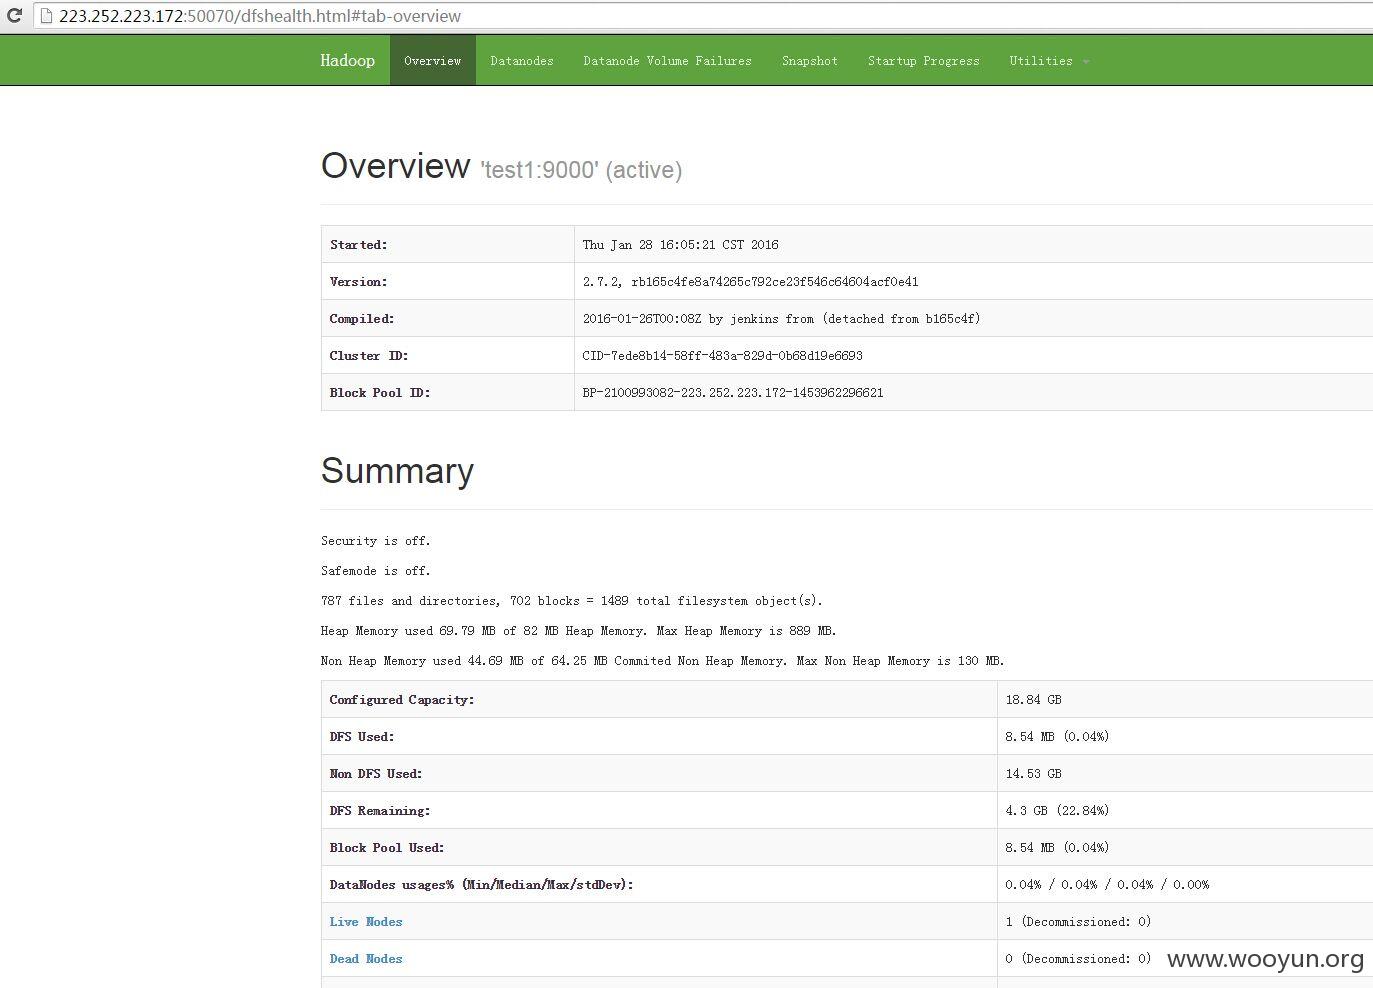 223.252.223.172:50070/dfshealth.html#tab-overview
Hadoop Overview Datanodes Datanode Volume Failures Snapshot Startup Progress Utilities
Overview 'test1:9000' (active)
Started: Thu Jan 28 16:05:21 CST 2016
Version: 2.7.2, rb165c4fe8a74265c792ce23f546c64604acf0e41
Compiled: 2016-01-26T00:08Z by jenkins from (detached from b165c4f)
Cluster ID: CID-7ede8b14-58ff-483a-829d-0b68d19e6693
Block Pool ID: BP-2100993082-223.252.223.172-1453962296621
Summary
Security is off.
Safemode is off.
787 files and directories, 702 blocks = 1489 total filesystem object(s).
Heap Memory used 69.79 MB of 82 MB Heap Memory. Max Heap Memory is 889 MB.
Non Heap Memory used 44.69 MB of 64.25 MB Commited Non Heap Memory. Max Non Heap Memory is 130 MB.
Configured Capacity: 18.84 GB
DFS Used: 8.54 MB (0.04%)
Non DFS Used: 14.53 GB
DFS Remaining: 4.3 GB (22.84%)
Block Pool Used: 8.54 MB (0.04%)
DataNodes usages% (Min/Median/Max/stdDev): 0.04% / 0.04% / 0.04% / 0.00%
Live Nodes 1 (Decommissioned: 0)
Dead Nodes 0 (Decommissioned: 0)
www.wooyun.org